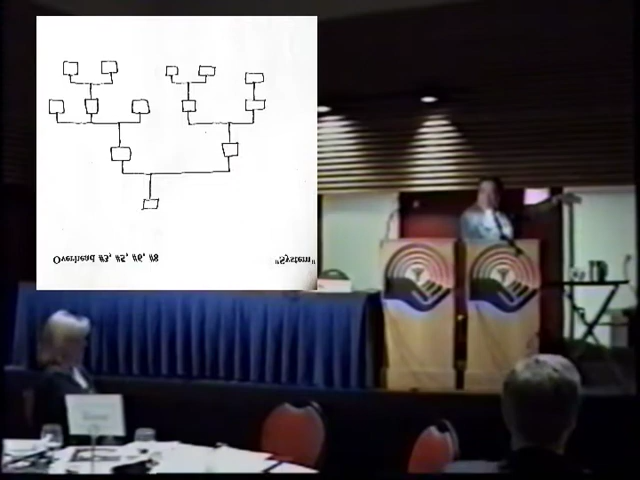 Overhead #3, #5, #6, #8
"System"